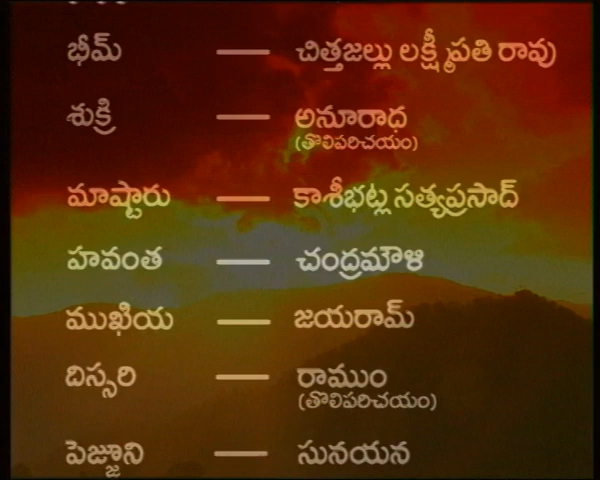 భీమ్ — చిత్తజల్లు లక్ష్మీపతి రావు
శుక్రి — అనూరాధ
(తొలిపరిచయం)
మాష్టారు — కాశీభట్ల సత్యప్రసాద్
హవంత — చంద్రమౌళి
ముఖియ — జయరామ్
దిస్సరి — రాముం
(తొలిపరిచయం)
పెజ్జూని — సునయన